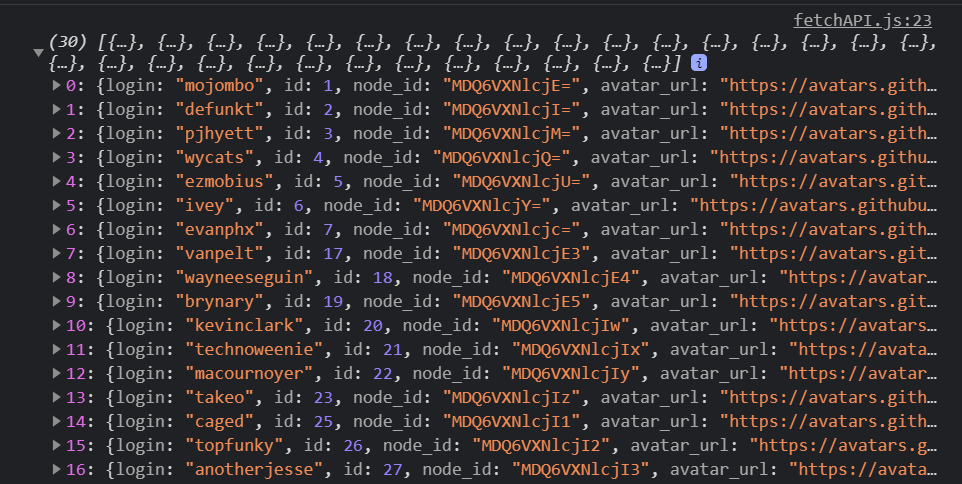 fetchAPI.js:23
(30) [{…}, {…}, {…}, {…}, {…}, {…}, {…}, {…}, {…}, {…}, {…}, {…}, {…}, {…}, {…}, {…}, {…},
{…}, {…}, {…}, {…}, {…}, {…}, {…}, {…}, {…}, {…}, {…}, {…}, {…}] i
0: {login: "mojombo", id: 1, node_id: "MDQ6VXNlcjE=", avatar_url: "https://avatars.gith…
1: {login: "defunkt", id: 2, node_id: "MDQ6VXNlcjI=", avatar_url: "https://avatars.gith…
2: {login: "pjhyett", id: 3, node_id: "MDQ6VXNlcjM=", avatar_url: "https://avatars.gith…
3: {login: "wycats", id: 4, node_id: "MDQ6VXNlcjQ=", avatar_url: "https://avatars.githu…
4: {login: "ezmobius", id: 5, node_id: "MDQ6VXNlcjU=", avatar_url: "https://avatars.git…
5: {login: "ivey", id: 6, node_id: "MDQ6VXNlcjY=", avatar_url: "https://avatars.githubu…
6: {login: "evanphx", id: 7, node_id: "MDQ6VXNlcjc=", avatar_url: "https://avatars.gith…
7: {login: "vanpelt", id: 17, node_id: "MDQ6VXNlcjE3", avatar_url: "https://avatars.git…
8: {login: "wayneeseguin", id: 18, node_id: "MDQ6VXNlcjE4", avatar_url: "https://avatar…
9: {login: "brynary", id: 19, node_id: "MDQ6VXNlcjE5", avatar_url: "https://avatars.git…
10: {login: "kevinclark", id: 20, node_id: "MDQ6VXNlcjIw", avatar_url: "https://avatars…
11: {login: "technoweenie", id: 21, node_id: "MDQ6VXNlcjIx", avatar_url: "https://avata…
12: {login: "macournoyer", id: 22, node_id: "MDQ6VXNlcjIy", avatar_url: "https://avatar…
13: {login: "takeo", id: 23, node_id: "MDQ6VXNlcjIz", avatar_url: "https://avatars.gith…
14: {login: "caged", id: 25, node_id: "MDQ6VXNlcjI1", avatar_url: "https://avatars.gith…
15: {login: "topfunky", id: 26, node_id: "MDQ6VXNlcjI2", avatar_url: "https://avatars.g…
16: {login: "anotherjesse", id: 27, node_id: "MDQ6VXNlcjI3", avatar_url: "https://avata…